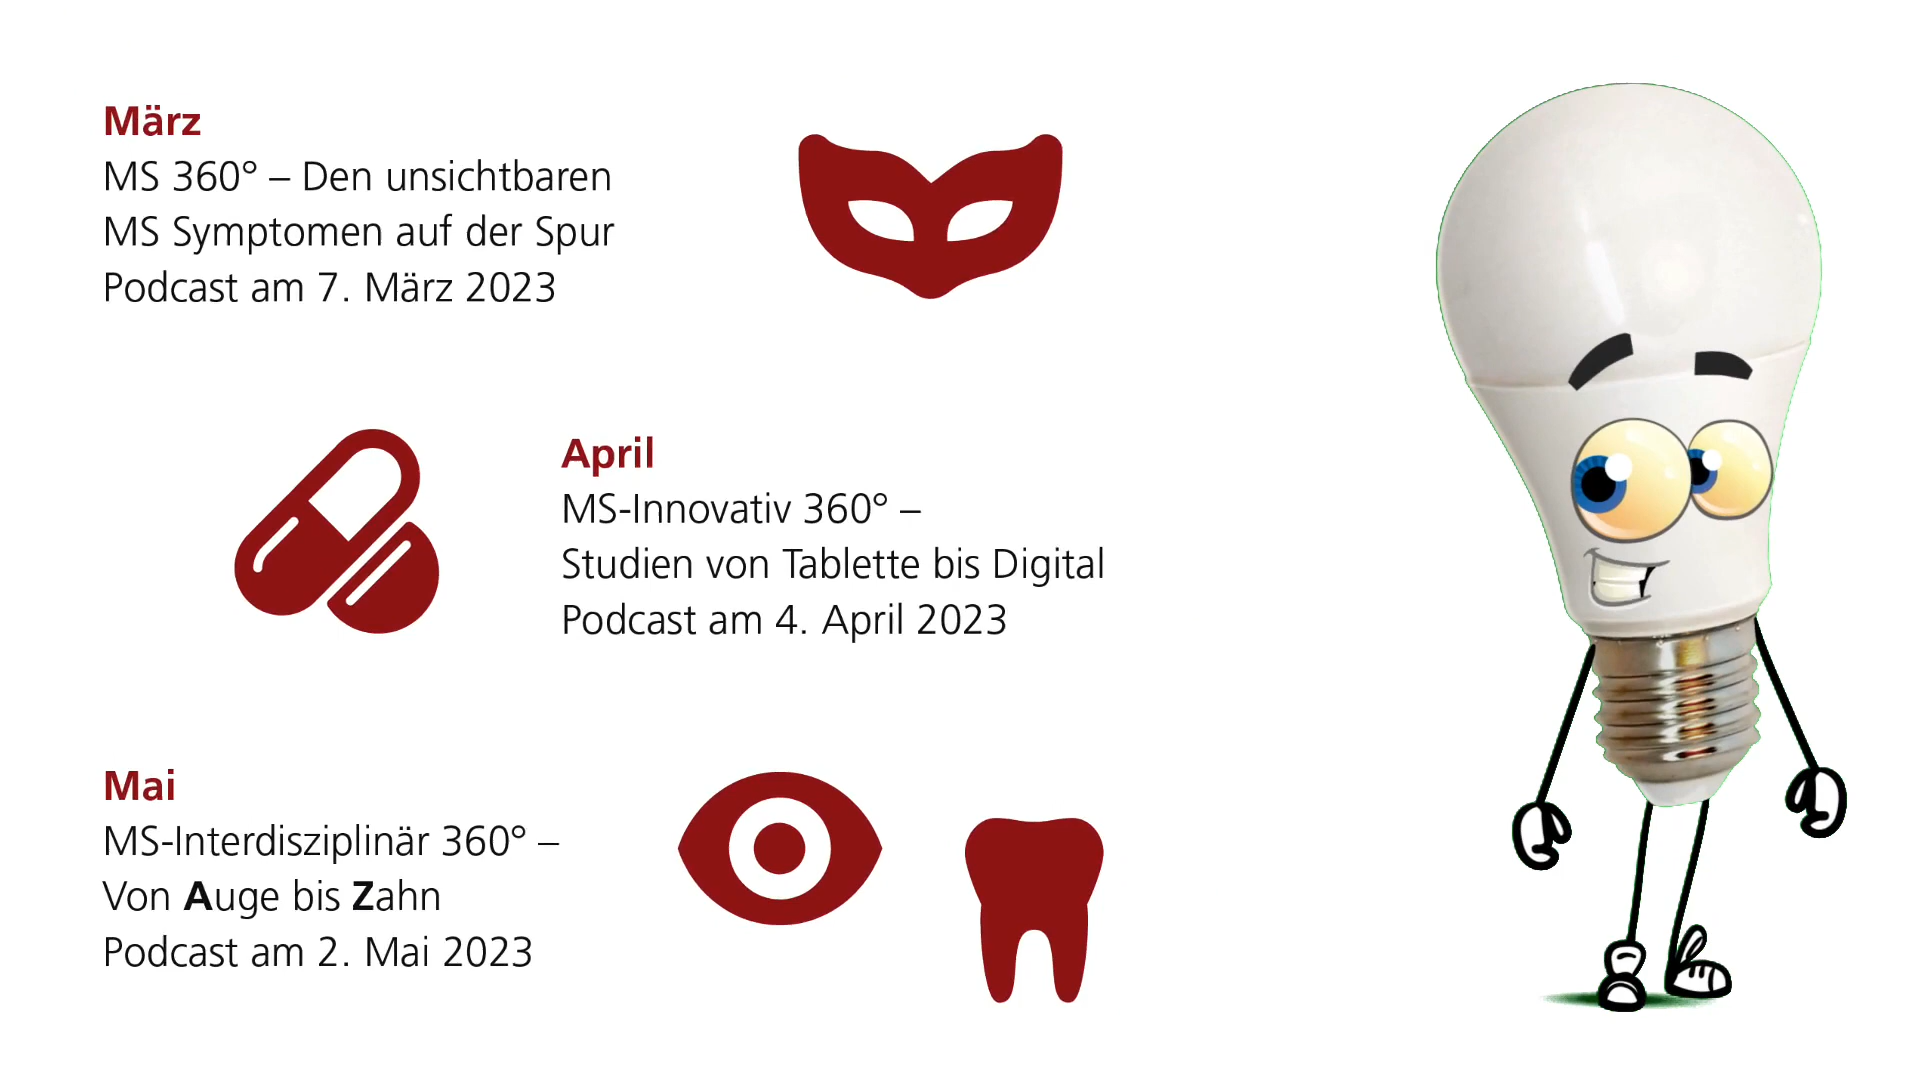 März
MS 360° – Den unsichtbaren
MS Symptomen auf der Spur
Podcast am 7. März 2023
April
MS-Innovativ 360° –
Studien von Tablette bis Digital
Podcast am 4. April 2023
Mai
MS-Interdisziplinär 360° –
Von Auge bis Zahn
Podcast am 2. Mai 2023